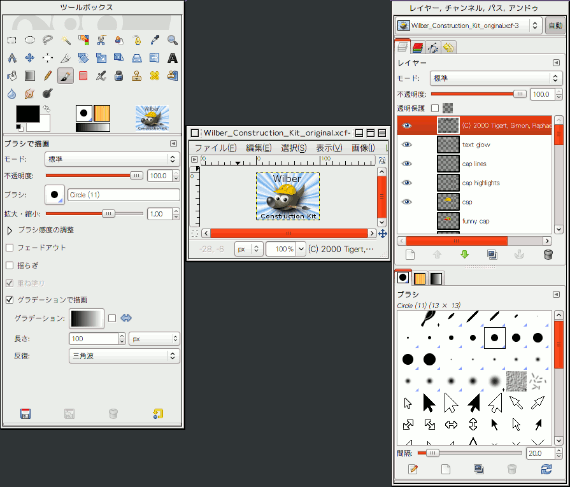 ツールボックス
ブラシで描画
モード:
標準
不透明度:
100.0
ブラシ:
Circle (11)
拡大・縮小:
1.00
ブラシ感度の調整
フェードアウト
揺らぎ
重ね塗り
グラデーションで描画
グラデーション:
長さ:
100
px
反復:
三角波
Wilber_Construction_Kit_original.xcf-
ファイル(F)
編集(E)
選択(S)
表示(V)
画像(I)
0
100
Wilber
Construction Kit
-28, -5
px
100%
(C) 2000 Tigert,…
レイヤー, チャンネル, パス, アンドゥ
Wilber_Construction_Kit_original.xcf-3
自動
レイヤー
モード:
標準
不透明度:
100.0
透明保護
(C) 2000 Tigert, Simon, Raphae
text glow
cap lines
cap highlights
cap
funny cap
ブラシ
Circle (11) (13 × 13)
間隔:
20.0